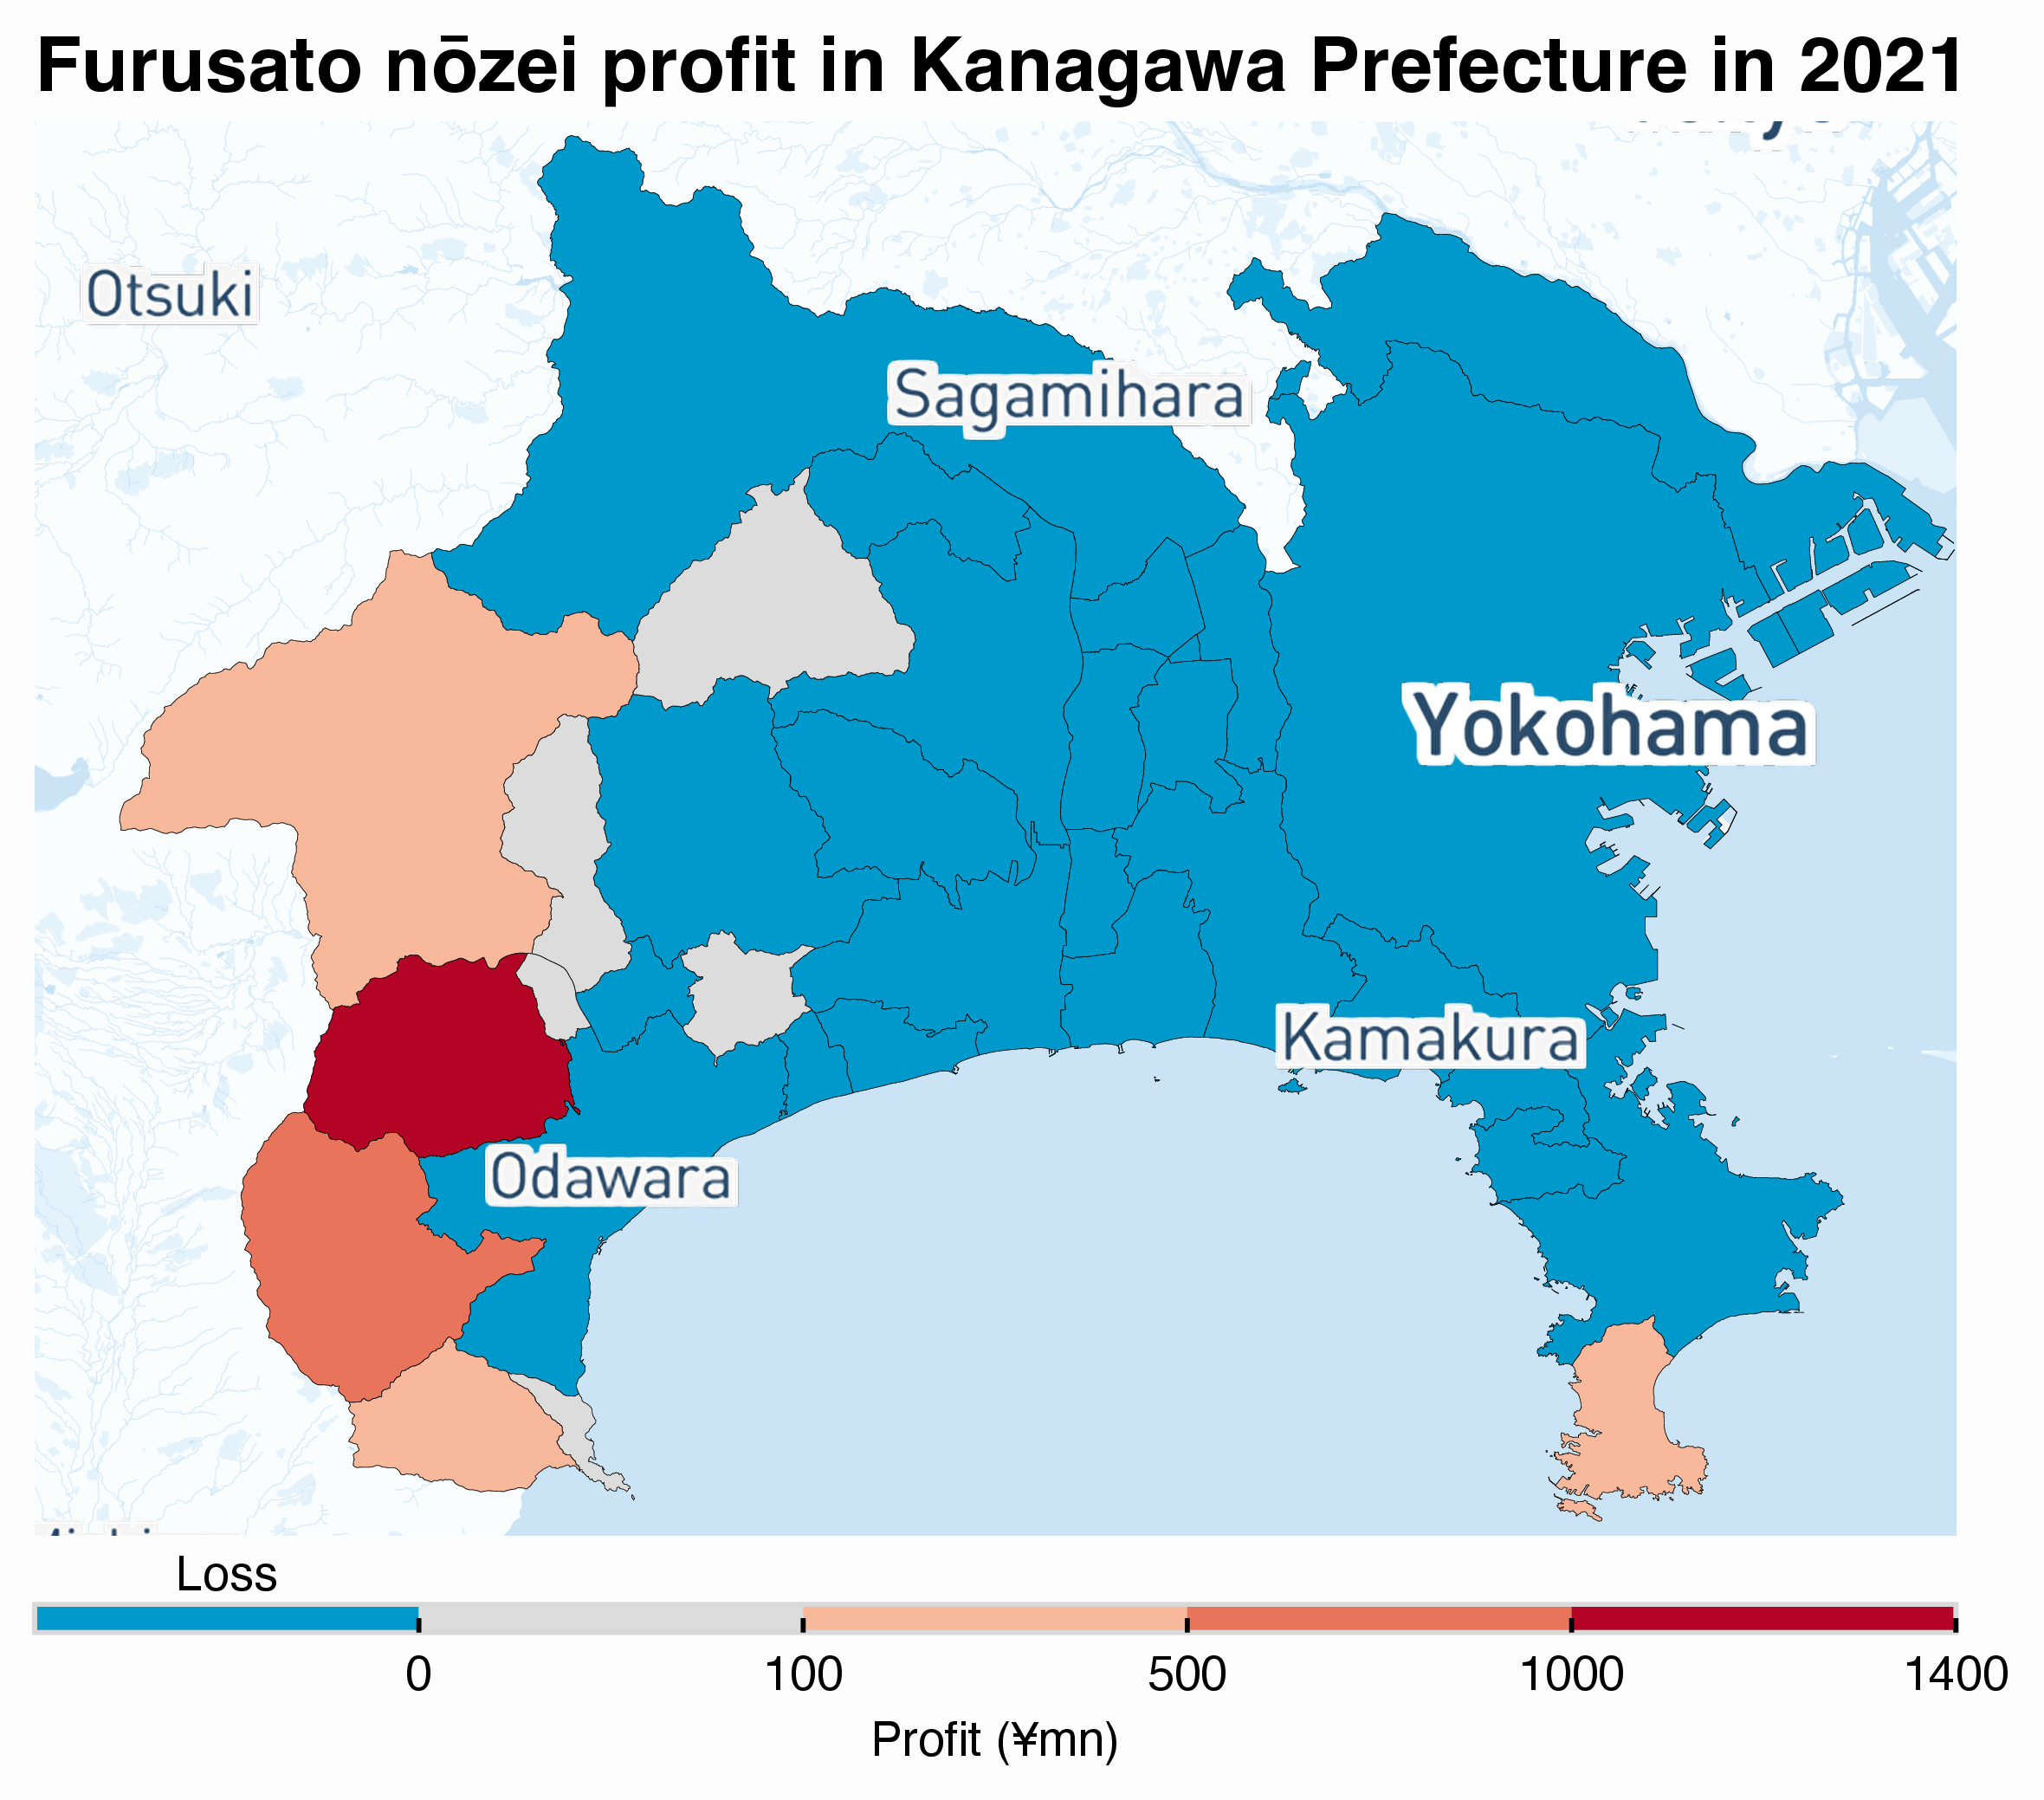 Furusato nōzei profit in Kanagawa Prefecture in 2021
Otsuki
Sagamihara
Yokohama
Kamakura
Odawara
Loss
0
100
500
1000
1400
Profit (¥mn)